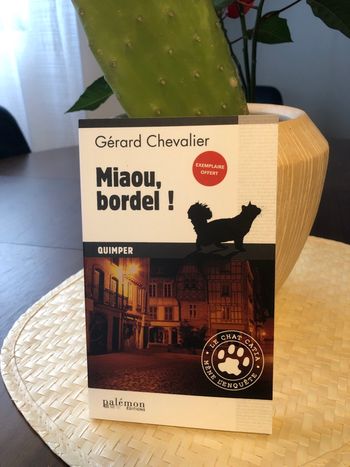 Gérard Chevalier
Miaou,
bordel !
EXEMPLAIRE
OFFERT
QUIMPER
LE CHAT CATIA
MÈNE L'ENQUÊTE
palémon
ÉDITIONS